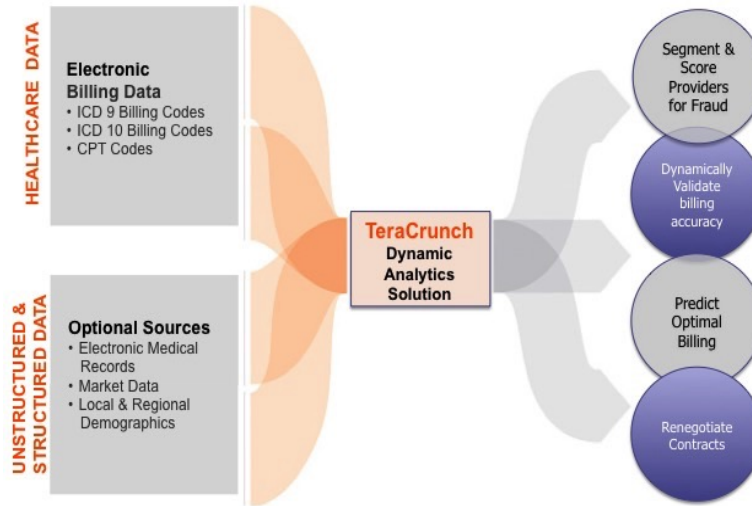 HEALTHCARE DATA
Electronic
Billing Data
• ICD 9 Billing Codes
• ICD 10 Billing Codes
• CPT Codes
UNSTRUCTURED &
STRUCTURED DATA
Optional Sources
• Electronic Medical
Records
• Market Data
• Local & Regional
Demographics
TeraCrunch
Dynamic
Analytics
Solution
Segment &
Score
Providers
for Fraud
Dynamically
Validate
billing
accuracy
Predict
Optimal
Billing
Renegotiate
Contracts